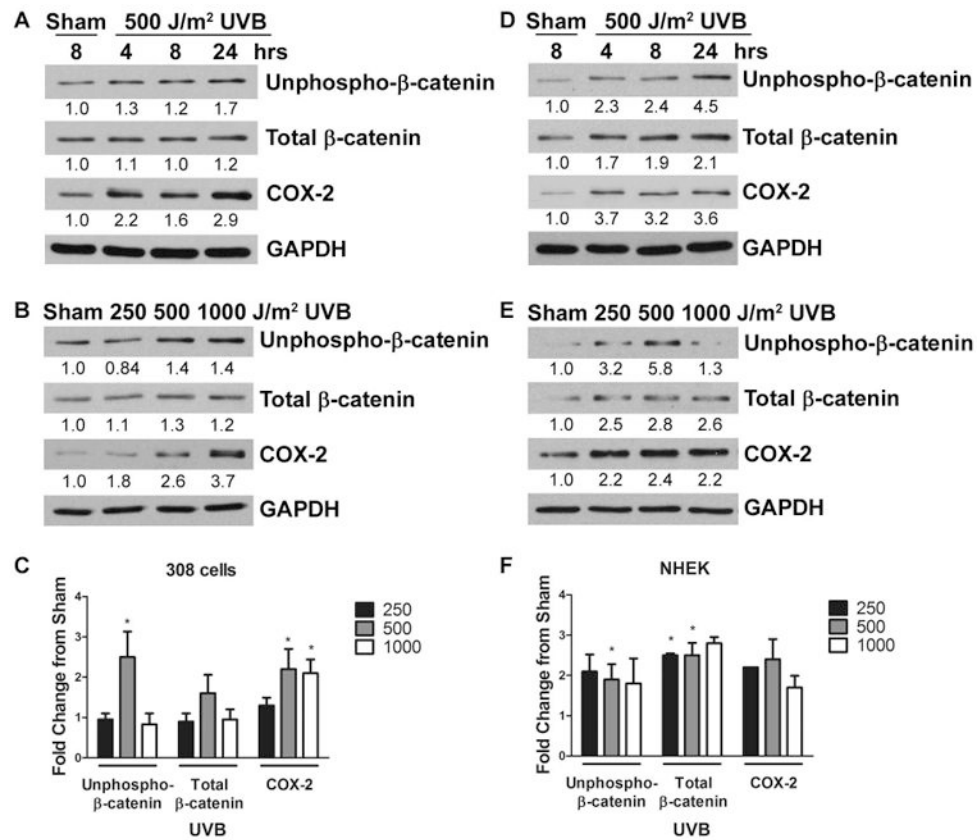 A
Sham 500 J/m² UVB
8 4 8 24 hrs
Unphospho-β-catenin
1.0 1.3 1.2 1.7
Total β-catenin
1.0 1.1 1.0 1.2
COX-2
1.0 2.2 1.6 2.9
GAPDH
B Sham 250 500 1000 J/m² UVB
Unphospho-β-catenin
1.0 0.84 1.4 1.4
Total β-catenin
1.0 1.1 1.3 1.2
COX-2
1.0 1.8 2.6 3.7
GAPDH
C
308 cells
Fold Change from Sham
4
3
2
1
0
* * *
250
500
1000
Unphospho-
β-catenin
Total
β-catenin
COX-2
UVB
D
Sham 500 J/m² UVB
8 4 8 24 hrs
Unphospho-β-catenin
1.0 2.3 2.4 4.5
Total β-catenin
1.0 1.7 1.9 2.1
COX-2
1.0 3.7 3.2 3.6
GAPDH
E Sham 250 500 1000 J/m² UVB
Unphospho-β-catenin
1.0 3.2 5.8 1.3
Total β-catenin
1.0 2.5 2.8 2.6
COX-2
1.0 2.2 2.4 2.2
GAPDH
F
NHEK
Fold Change from Sham
4
3
2
1
0
* * *
250
500
1000
Unphospho-
β-catenin
Total
β-catenin
COX-2
UVB